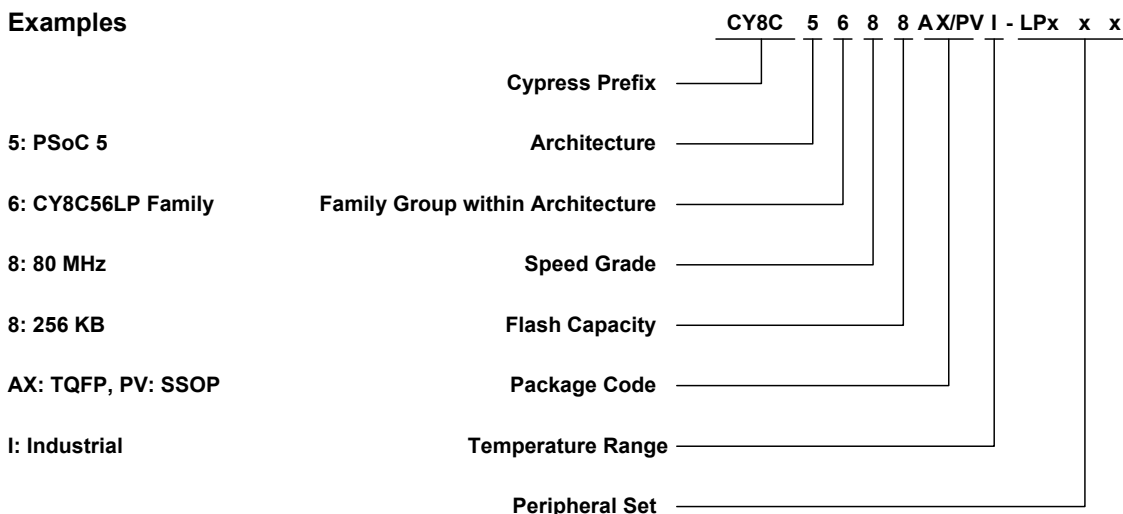 Examples CY8C 5 6 8 8 AX/PV I - LPx x x
Cypress Prefix
5: PSoC 5 Architecture
6: CY8C56LP Family Family Group within Architecture
8: 80 MHz Speed Grade
8: 256 KB Flash Capacity
AX: TQFP, PV: SSOP Package Code
I: Industrial Temperature Range
Peripheral Set